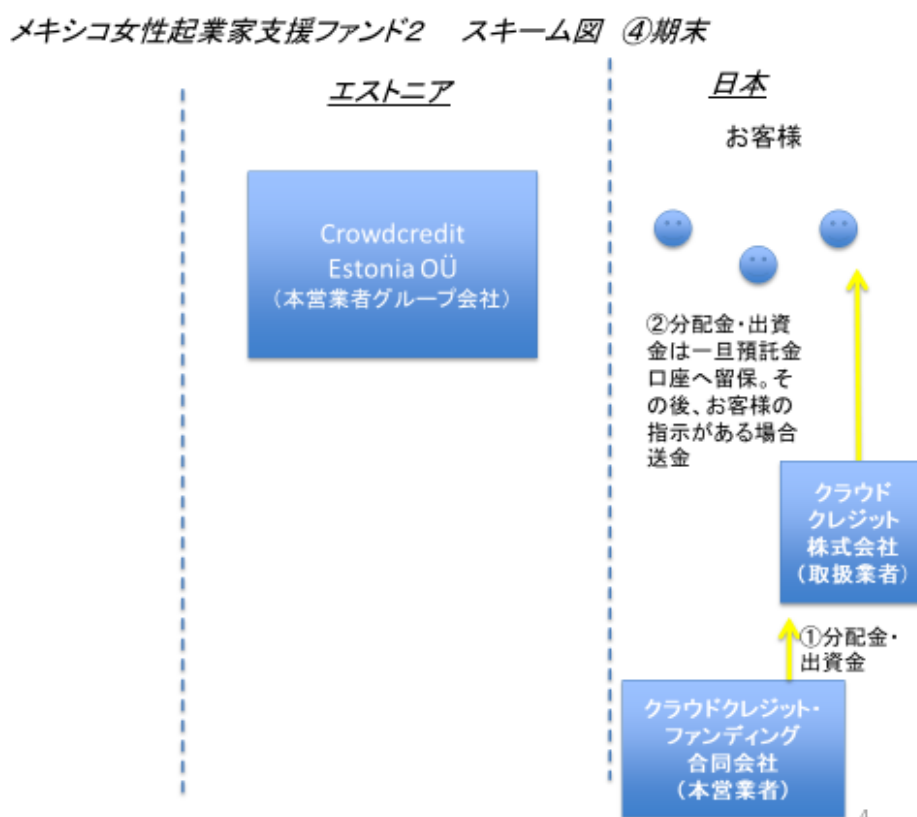 メキシコ女性起業家支援ファンド2　スキーム図　④期末
エストニア
日本
お客様
Crowdcredit
Estonia OÜ
（本営業者グループ会社）
②分配金・出資
金は一旦預託金
口座へ留保。そ
の後、お客様の
指示がある場合
送金
クラウド
クレジット
株式会社
（取扱業者）
①分配金・
出資金
クラウドクレジット・
ファンディング
合同会社
（本営業者）